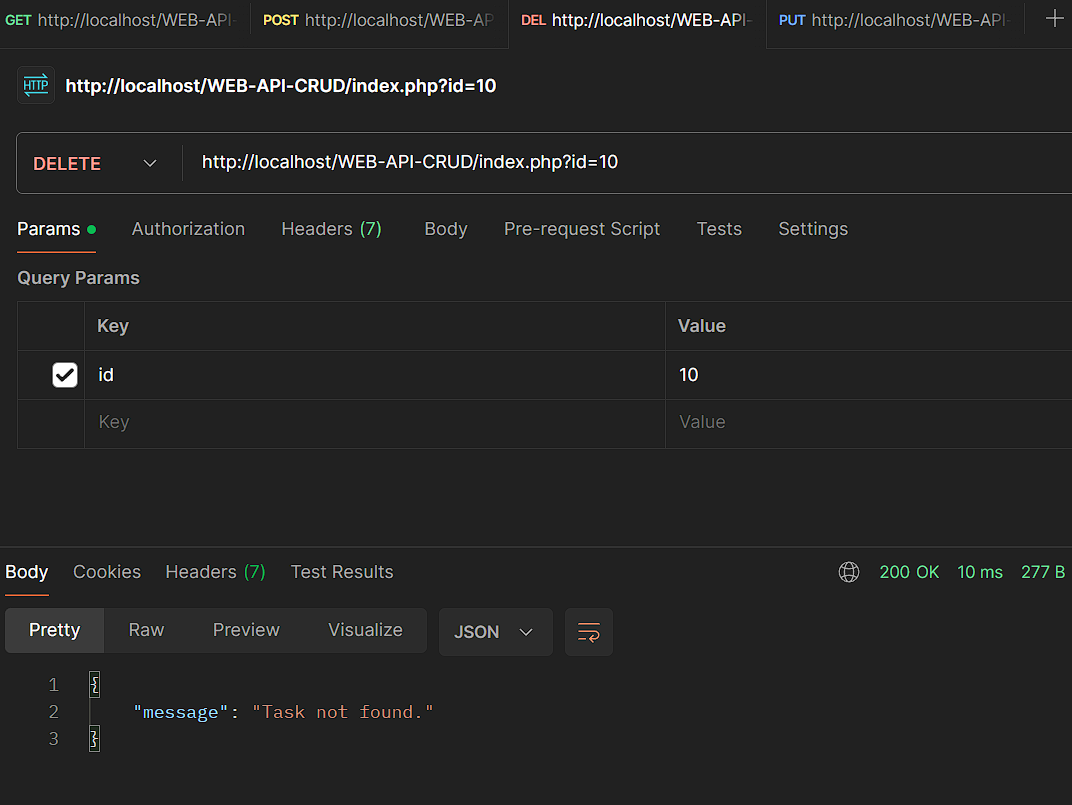 GET http://localhost/WEB-API- POST http://localhost/WEB-AP DEL http://localhost/WEB-API- PUT http://localhost/WEB-API-
HTTP http://localhost/WEB-API-CRUD/index.php?id=10
DELETE http://localhost/WEB-API-CRUD/index.php?id=10
Params Authorization Headers (7) Body Pre-request Script Tests Settings
Query Params
Key Value
id 10
Key Value
Body Cookies Headers (7) Test Results 200 OK 10 ms 277 B
Pretty Raw Preview Visualize JSON
1 {
2 "message": "Task not found."
3 }